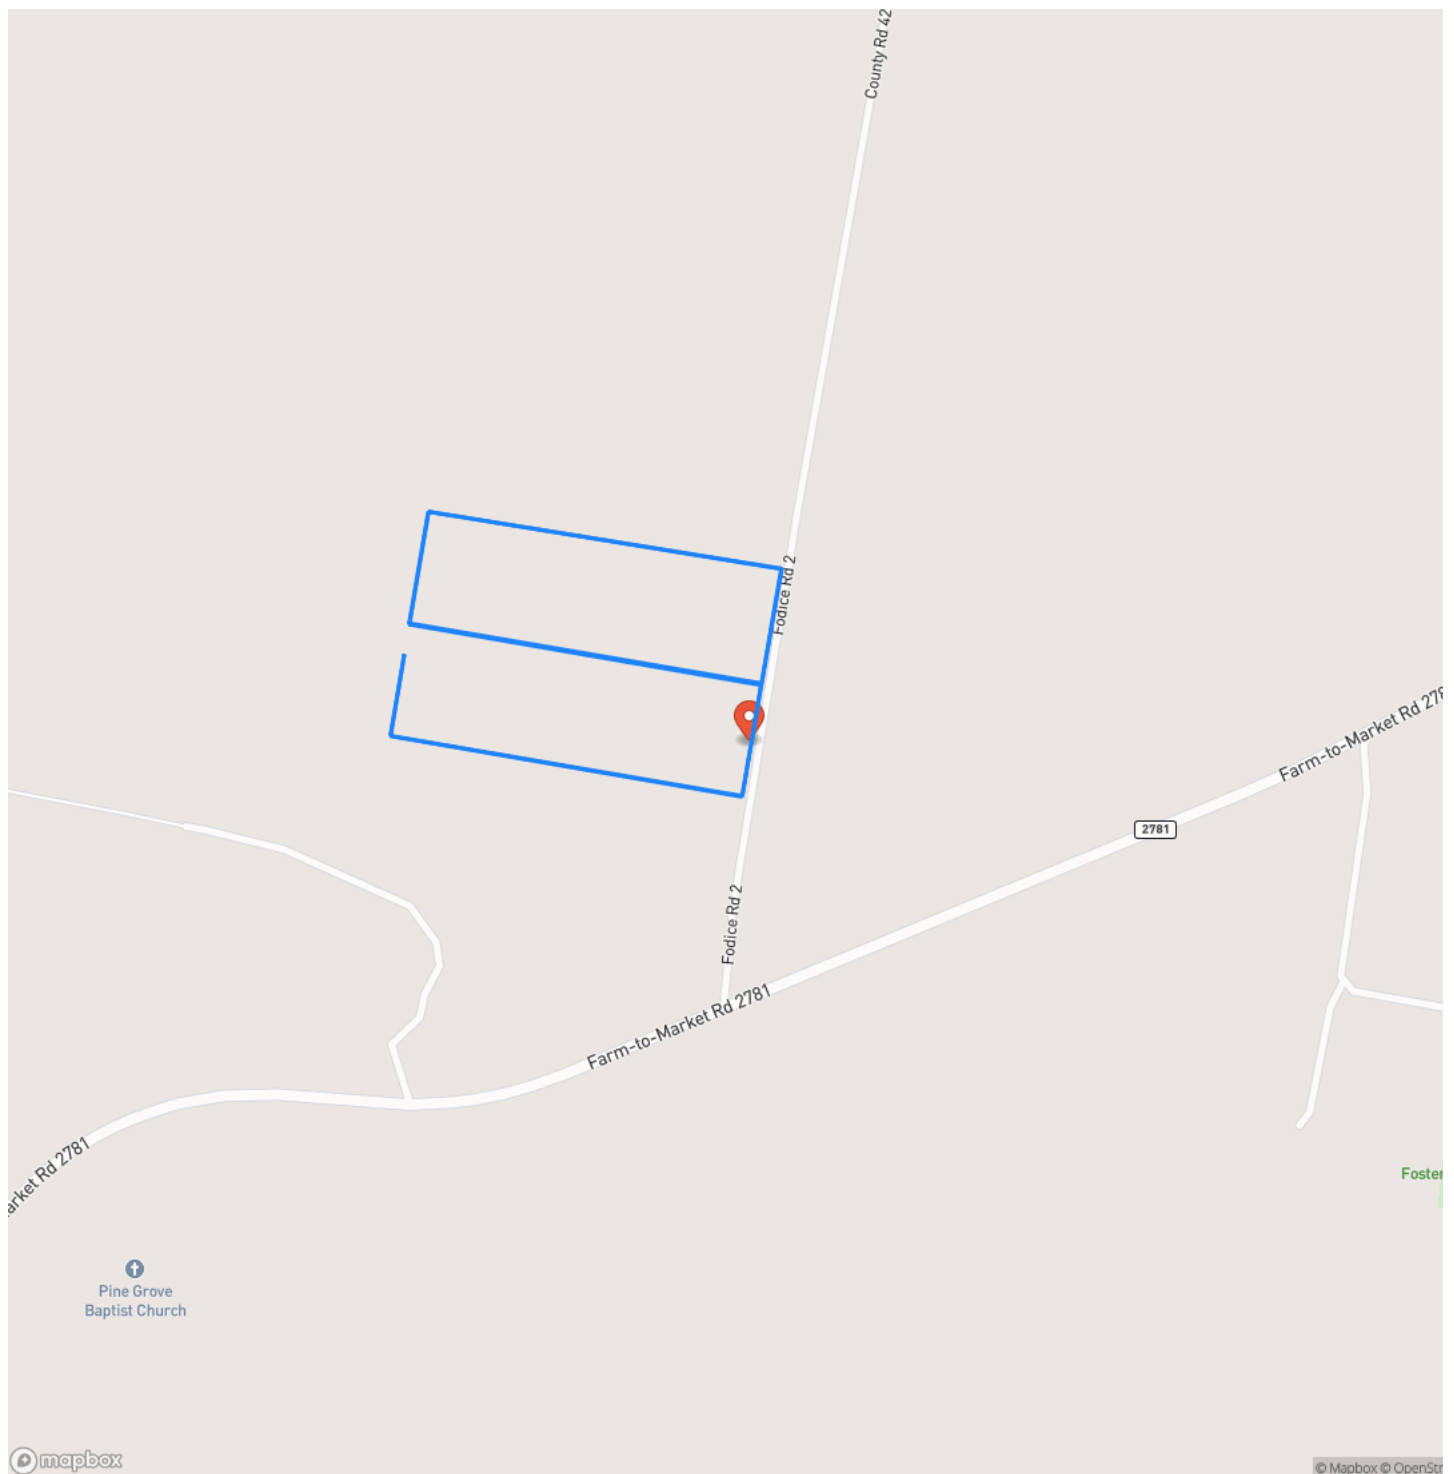 County Rd 42
Fodice Rd 2
Farm-to-Market Rd 278
2781
Fodice Rd 2
Farm-to-Market Rd 2781
arket Rd 2781
Foster
Pine Grove
Baptist Church
mapbox
© Mapbox © OpenStr